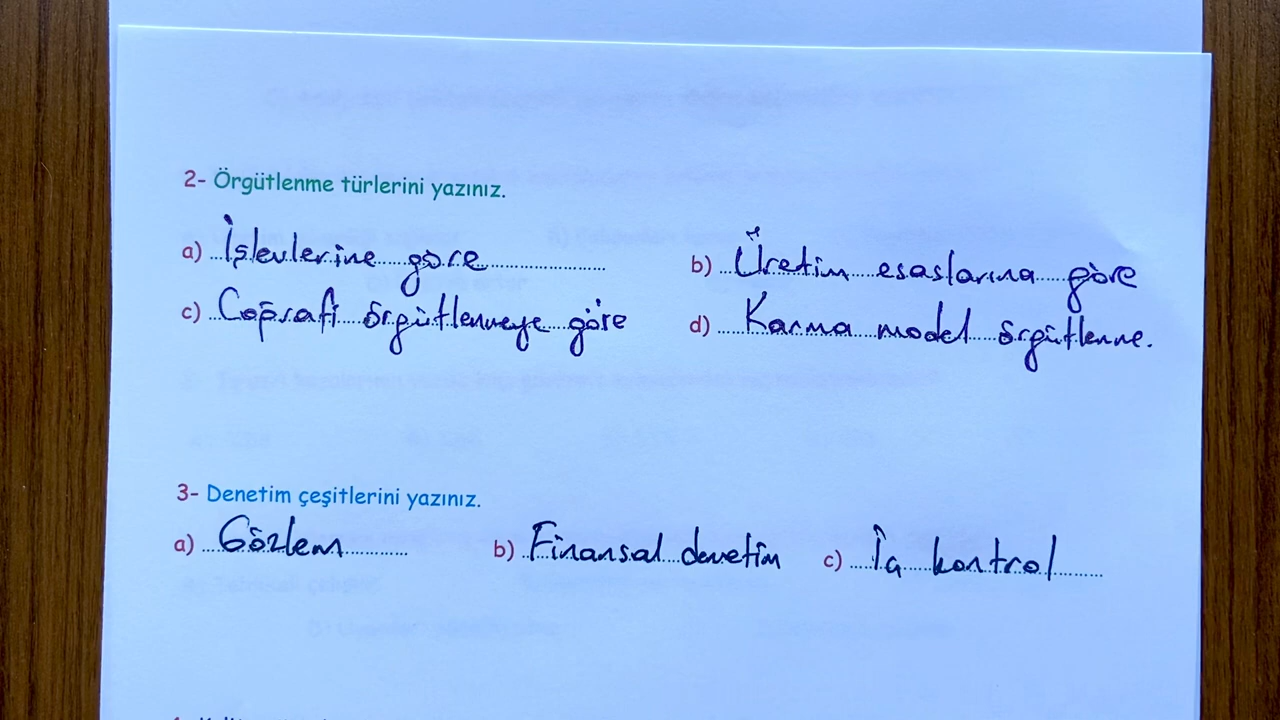 2- Örgütlenme türlerini yazınız.
a) İşlevlerine göre b) Üretim esaslarına göre
c) Coğrafi örgütlenmeye göre d) Karma model örgütlenme.
3- Denetim çeşitlerini yazınız.
a) Gözlem b) Finansal denetim c) İç kontrol